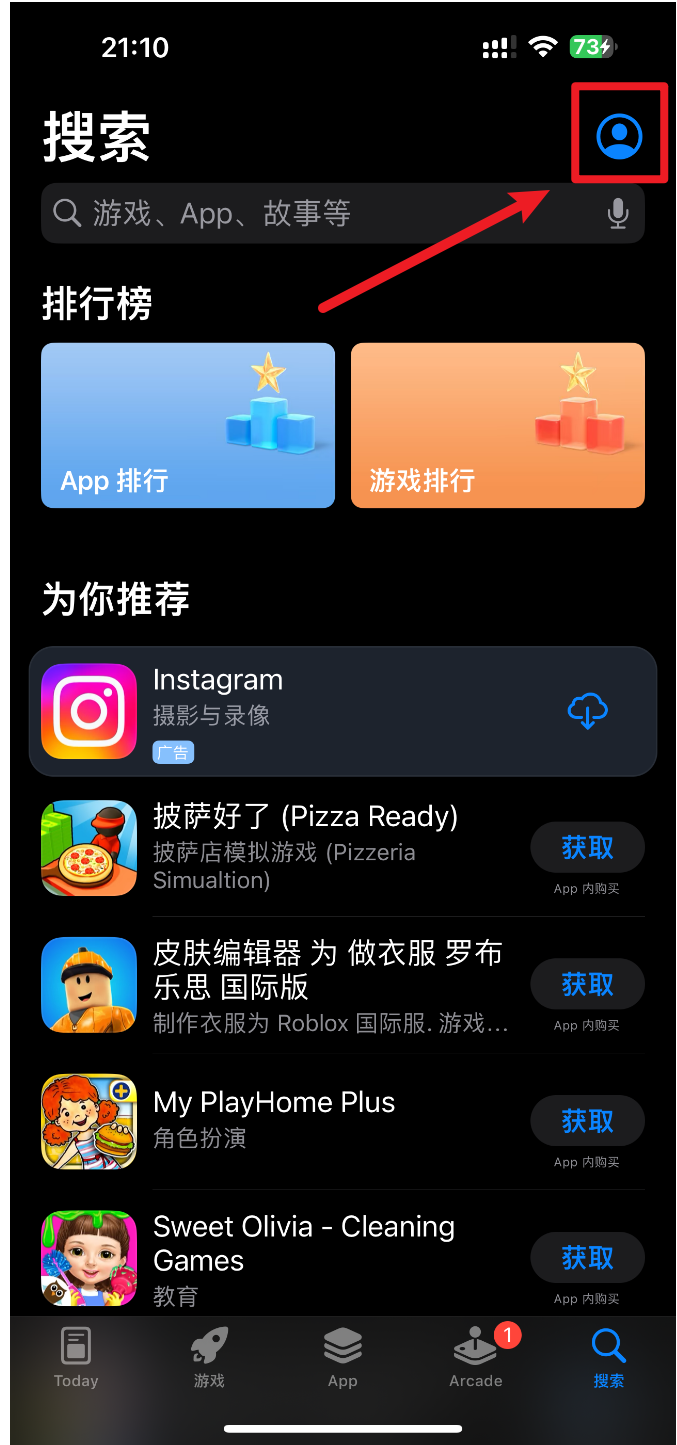 21:10
73
搜索
游戏、App、故事等
排行榜
App 排行
游戏排行
为你推荐
Instagram
摄影与录像
广告
披萨好了 (Pizza Ready)
披萨店模拟游戏 (Pizzeria
Simualtion)
获取
App 内购买
皮肤编辑器 为 做衣服 罗布
乐思 国际版
制作衣服为 Roblox 国际服. 游戏...
获取
App 内购买
My PlayHome Plus
角色扮演
获取
App 内购买
Sweet Olivia - Cleaning
Games
教育
获取
App 内购买
1
Today
游戏
App
Arcade
搜索